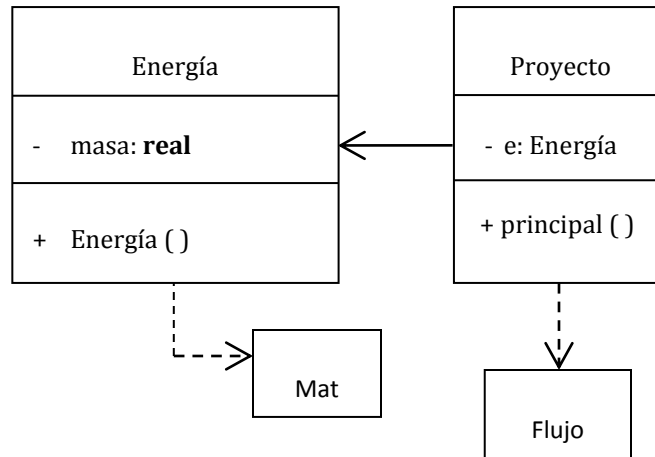 Energía
- masa: real
+ Energía ( )
Proyecto
- e: Energía
+ principal ( )
Mat
Flujo